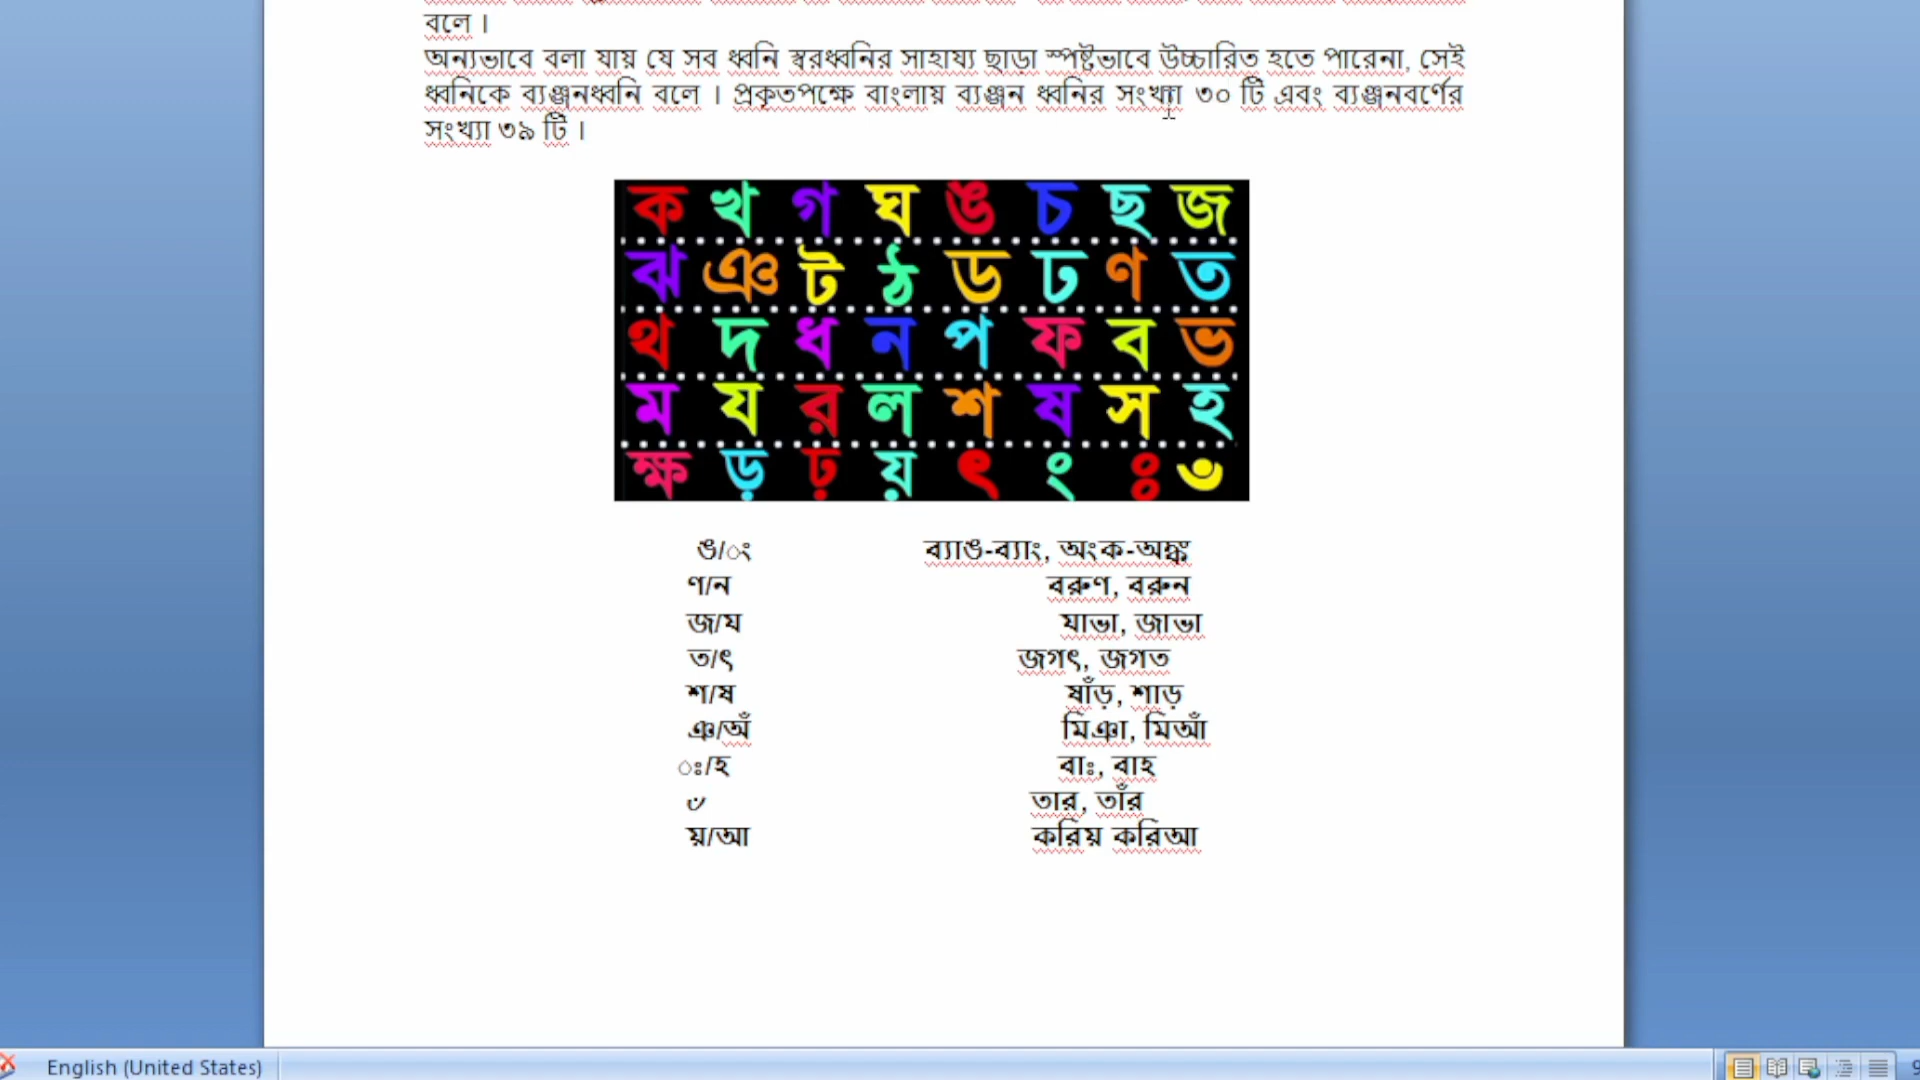 বলে ।
অন্যভাবে বলা যায় যে সব ধ্বনি স্বরধ্বনির সাহায্য ছাড়া স্পষ্টভাবে উচ্চারিত হতে পারেনা, সেই
ধ্বনিকে ব্যঞ্জনধ্বনি বলে । প্রকৃতপক্ষে বাংলায় ব্যঞ্জন ধ্বনির সংখ্যা ৩০ টি এবং ব্যঞ্জনবর্ণের
সংখ্যা ৩৯ টি ।
ক খ গ ঘ ঙ চ ছ জ
ঝ ঞ ট ঠ ড ঢ ণ ত
থ দ ধ ন প ফ ব ভ
ম য র ল শ ষ স হ
ক্ষ ড় ঢ় য় ৎ ং ঃ ঁ
ঙ/ং ব্যাঙ-ব্যাং, অংক-অঙ্ক
ণ/ন বরুণ, বরুন
জ/য যাভা, জাভা
ত/ৎ জগৎ, জগত
শ/ষ ষাঁড়, শাড়
ঞ/অঁ মিঞা, মিআঁ
ঃ/হ বাঃ, বাহ
ঁ তার, তাঁর
য়/আ করিয় করিআ
English (United States)